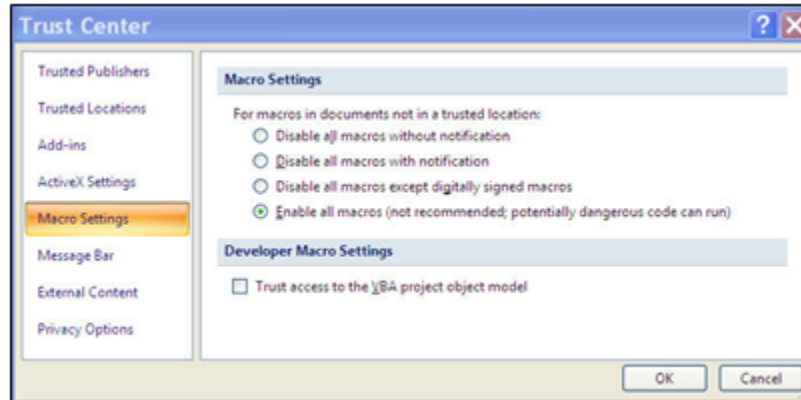 Trust Center
Trusted Publishers
Trusted Locations
Add-ins
ActiveX Settings
Macro Settings
Message Bar
External Content
Privacy Options
Macro Settings
For macros in documents not in a trusted location:
Disable all macros without notification
Disable all macros with notification
Disable all macros except digitally signed macros
Enable all macros (not recommended; potentially dangerous code can run)
Developer Macro Settings
Trust access to the VBA project object model
OK
Cancel